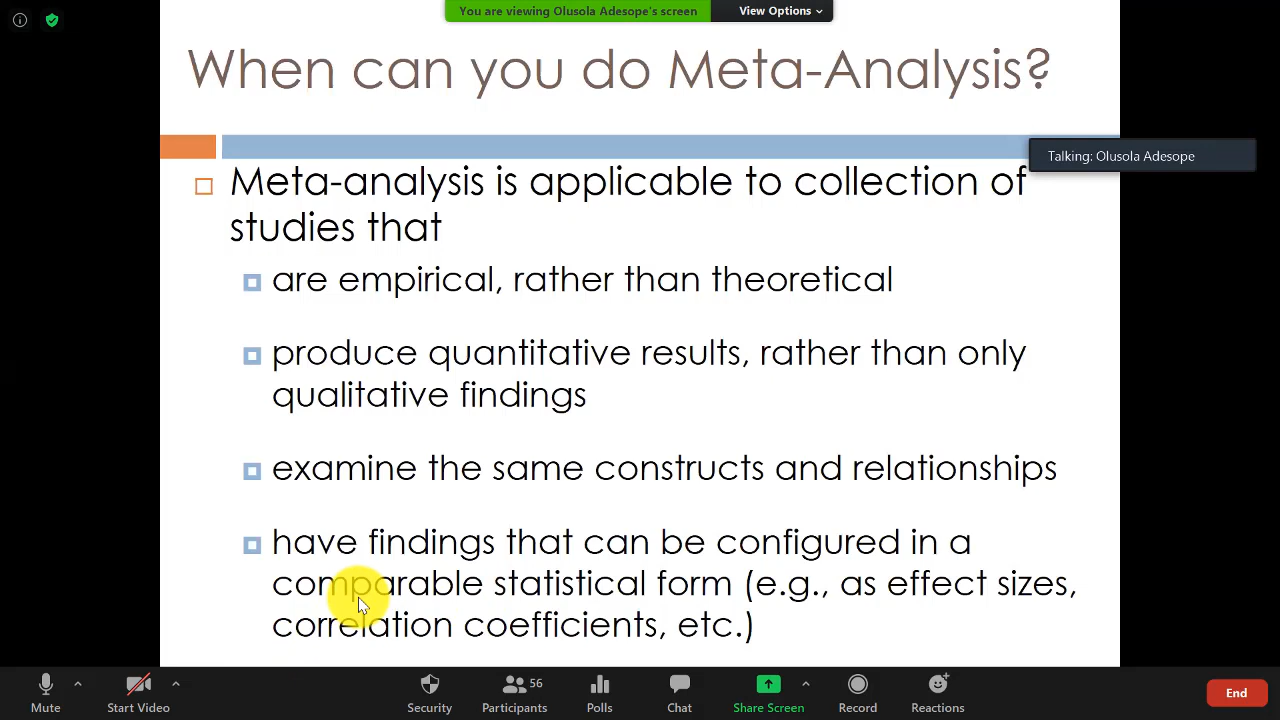 You are viewing Olusola Adesope's screen
View Options
When can you do Meta-Analysis?
Talking: Olusola Adesope
Meta-analysis is applicable to collection of
studies that
are empirical, rather than theoretical
produce quantitative results, rather than only
qualitative findings
examine the same constructs and relationships
have findings that can be configured in a
comparable statistical form (e.g., as effect sizes,
correlation coefficients, etc.)
Mute
Start Video
Security
56
Participants
Polls
Chat
Share Screen
Record
Reactions
End